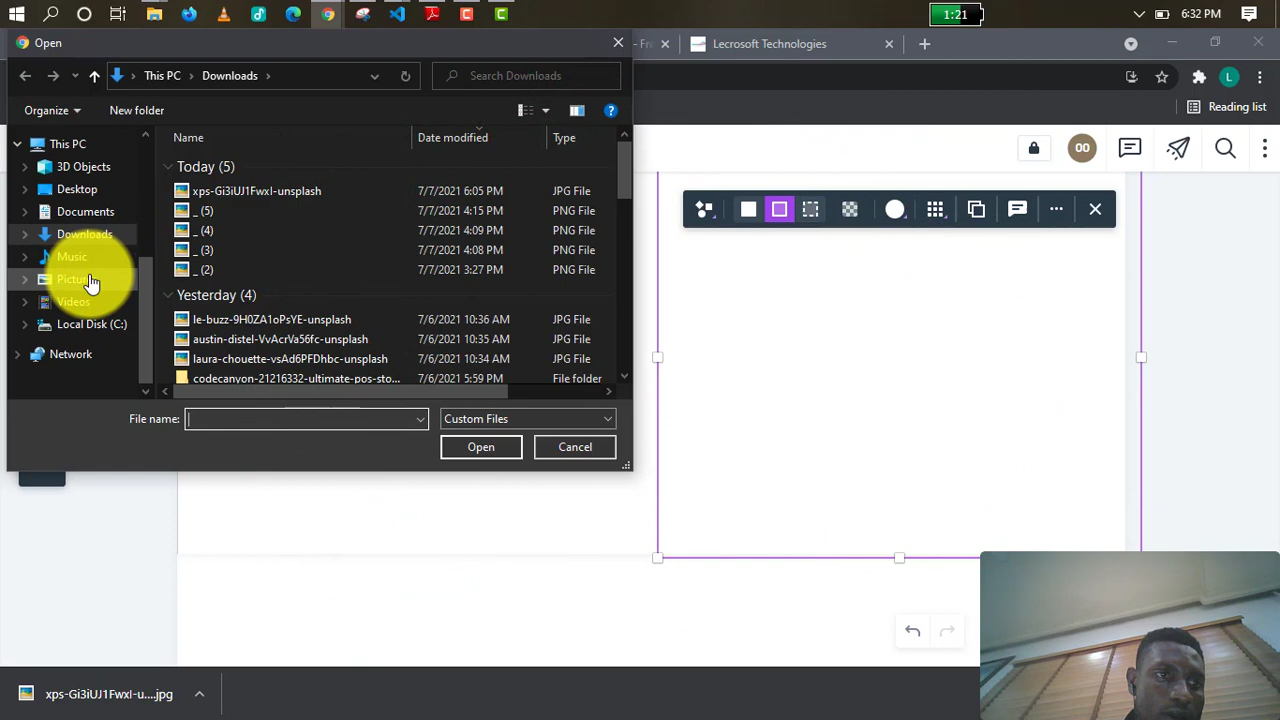 1:21
6:32 PM
Open
Fr
Lecrosoft Technologies
This PC
Downloads
Search Downloads
L
Organize
New folder
Reading list
This PC
3D Objects
Desktop
Documents
Downloads
Music
Pictu
Videos
Local Disk (C:)
Network
Name
Date modified
Type
Today (5)
xps-Gi3iUJ1FwxI-unsplash 7/7/2021 6:05 PM JPG File
_ (5) 7/7/2021 4:15 PM PNG File
_ (4) 7/7/2021 4:09 PM PNG File
_ (3) 7/7/2021 4:08 PM PNG File
_ (2) 7/7/2021 3:27 PM PNG File
Yesterday (4)
le-buzz-9H0ZA1oPsYE-unsplash 7/6/2021 10:36 AM JPG File
austin-distel-VvAcrVa56fc-unsplash 7/6/2021 10:35 AM JPG File
laura-chouette-vsAd6PFDhbc-unsplash 7/6/2021 10:34 AM JPG File
codecanyon-21216332-ultimate-pos-sto... 7/6/2021 5:59 PM File folder
OO
File name:
Custom Files
Open
Cancel
xps-Gi3iUJ1FwxI-u....jpg